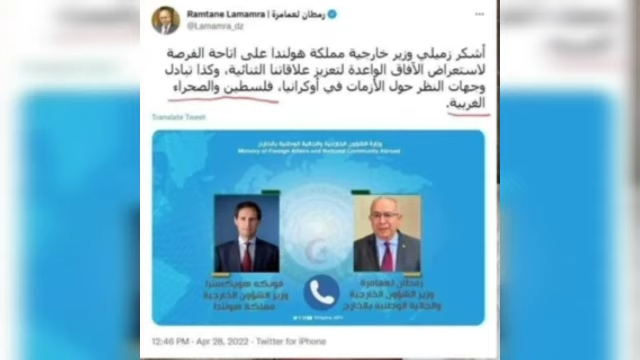 Ramtane Lamamra | رمطان لعمامرة
@Lamamra_dz
أشكر زميلي وزير خارجية مملكة هولندا على اتاحة الفرصة
لاستعراض الآفاق الواعدة لتعزيز علاقاتنا الثنائية، وكذا تبادل
وجهات النظر حول الأزمات في أوكرانيا، فلسطين والصحراء
الغربية.
Translate Tweet
وزارة الشؤون الخارجية والجالية الوطنية بالخارج
Ministry of Foreign Affairs and National Community Abroad
رمطان لعمامرة
وزير الشؤون الخارجية
والجالية الوطنية بالخارج
فوبكه هويكسترا
وزير الشؤون الخارجية
مملكة هولندا
12:46 PM · Apr 28, 2022 · Twitter for iPhone